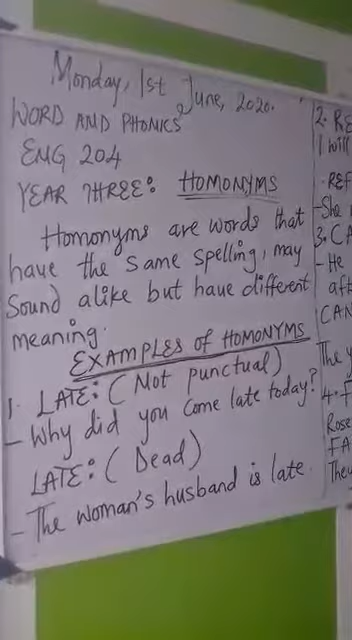 Monday, 1st June, 2020.
WORD AND PHONICS
ENG 204
YEAR THREE: HOMONYMS
Homonyms are words that
have the same spelling, may
sound alike but have different
meaning.
EXAMPLES OF HOMONYMS
1. LATE: (Not punctual)
- Why did you come late today?
LATE: (Dead)
- The woman's husband is late.
2. RE
I will
- REF
- She
3. CA
- He
aft
CAN
The y
4. F
Rose
FA
They